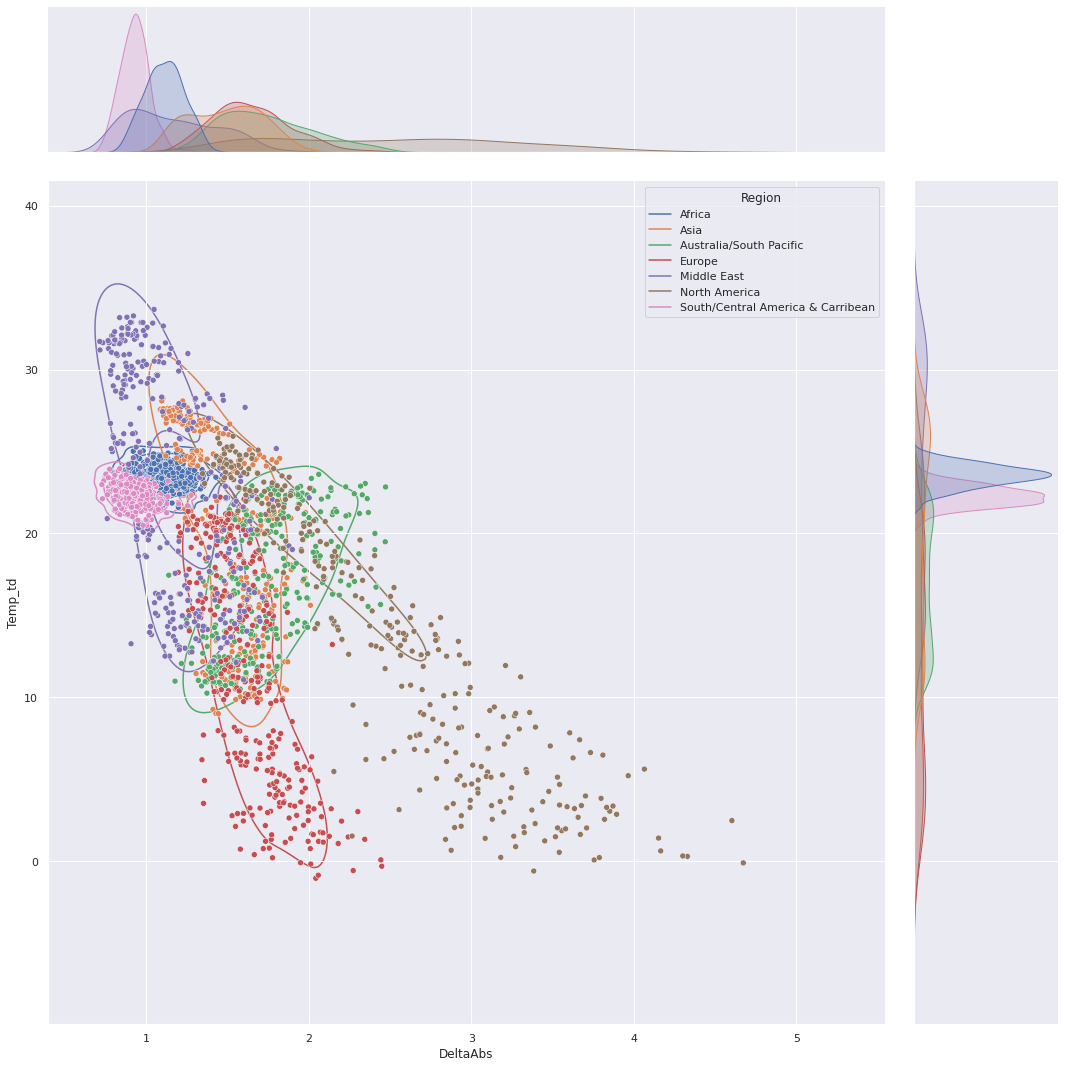 40
30
20
10
0
Temp_td
Region
Africa
Asia
Australia/South Pacific
Europe
Middle East
North America
South/Central America & Carribean
1
2
3
4
5
DeltaAbs